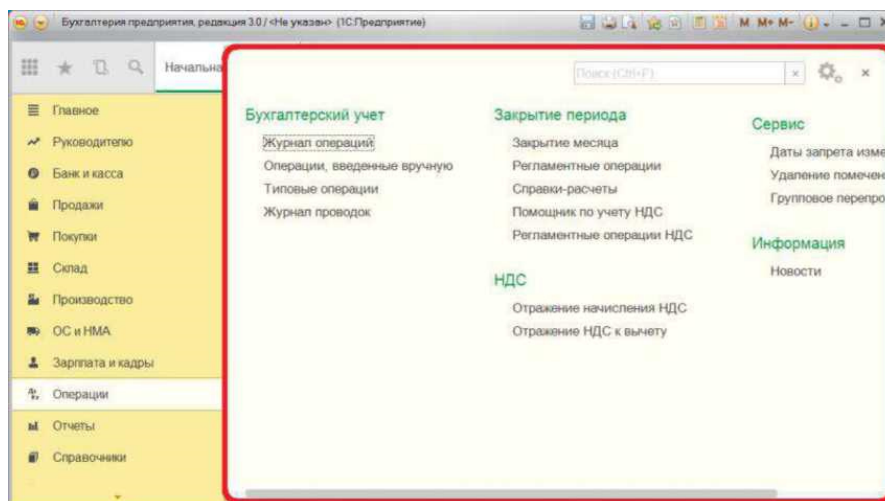 Бухгалтерия предприятия, редакция 3.0 / <Не указан> (1С:Предприятие)
M M+ M-
Начальна
Поиск (Ctrl+F)
Главное
Руководителю
Банк и касса
Продажи
Покупки
Склад
Производство
ОС и НМА
Зарплата и кадры
Операции
Отчеты
Справочники
Бухгалтерский учет
Журнал операций
Операции, введенные вручную
Типовые операции
Журнал проводок
Закрытие периода
Закрытие месяца
Регламентные операции
Справки-расчеты
Помощник по учету НДС
Регламентные операции НДС
НДС
Отражение начисления НДС
Отражение НДС к вычету
Сервис
Даты запрета изме
Удаление помечен
Групповое перепро
Информация
Новости